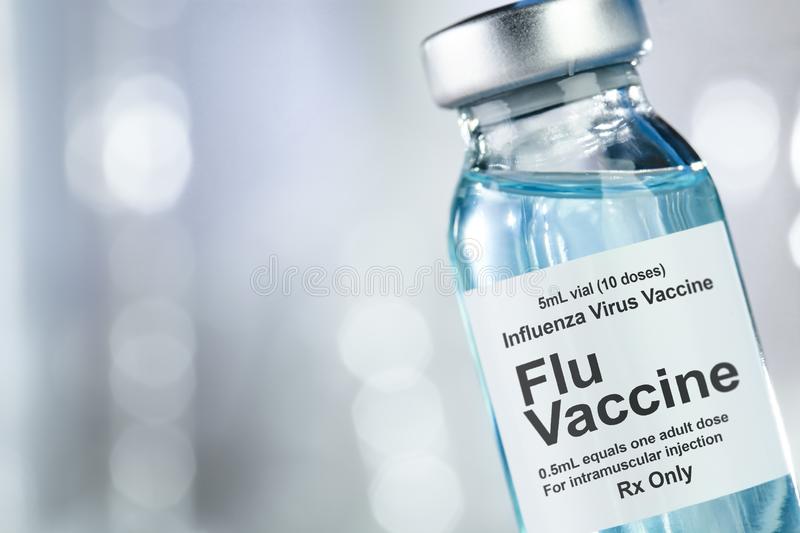 5mL vial (10 doses)
Influenza Virus Vaccine
Flu
Vaccine
0.5mL equals one adult dose
For intramuscular injection
Rx Only
dreamstime